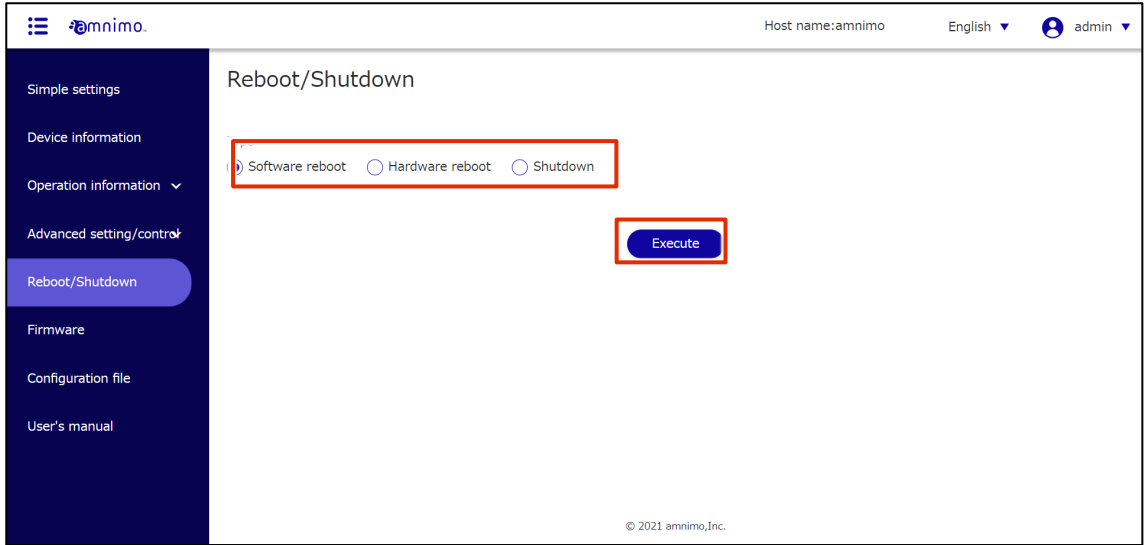 amnimo
Host name:amnimo
English
admin
Simple settings
Device information
Operation information
Advanced setting/control
Reboot/Shutdown
Firmware
Configuration file
User's manual
Reboot/Shutdown
Software reboot
Hardware reboot
Shutdown
Execute
© 2021 amnimo,Inc.